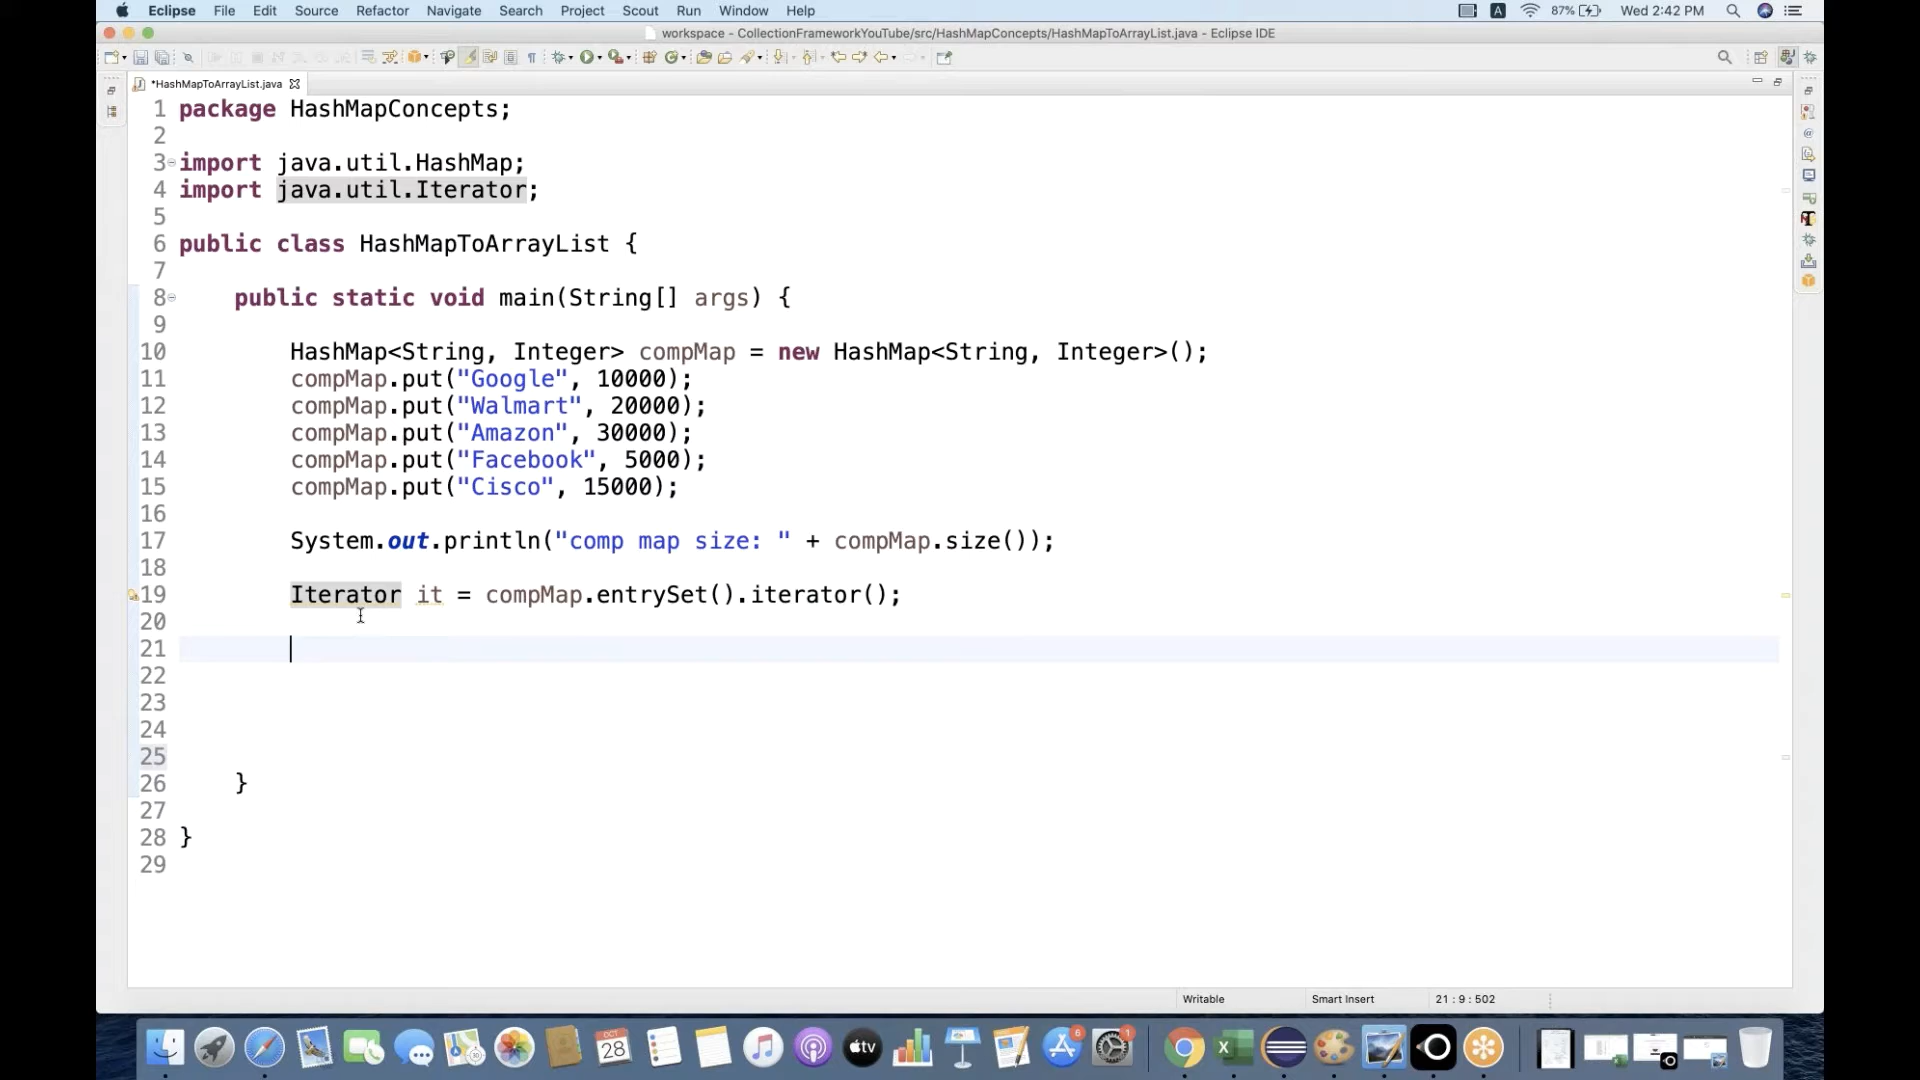 Eclipse File Edit Source Refactor Navigate Search Project Scout Run Window Help A 87% Wed 2:42 PM
workspace - CollectionFrameworkYouTube/src/HashMapConcepts/HashMapToArrayList.java - Eclipse IDE
*HashMapToArrayList.java
1 package HashMapConcepts;
2
3 import java.util.HashMap;
4 import java.util.Iterator;
5
6 public class HashMapToArrayList {
7
8 public static void main(String[] args) {
9
10 HashMap<String, Integer> compMap = new HashMap<String, Integer>();
11 compMap.put("Google", 10000);
12 compMap.put("Walmart", 20000);
13 compMap.put("Amazon", 30000);
14 compMap.put("Facebook", 5000);
15 compMap.put("Cisco", 15000);
16
17 System.out.println("comp map size: " + compMap.size());
18
19 Iterator it = compMap.entrySet().iterator();
20
21
22
23
24
25
26 }
27
28 }
29
Writable Smart Insert 21 : 9 : 502
OCT
28
tv
6
1